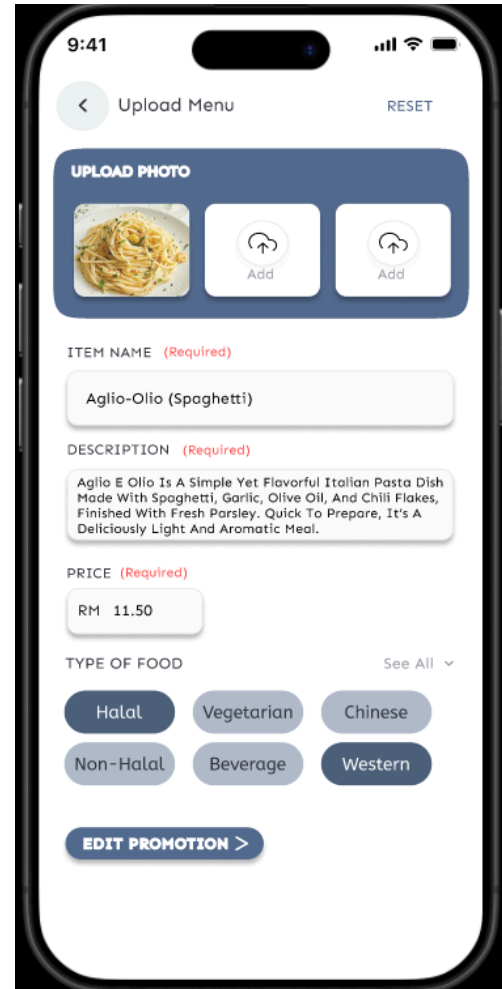 9:41
Upload Menu
RESET
UPLOAD PHOTO
Add
Add
ITEM NAME (Required)
Aglio-Olio (Spaghetti)
DESCRIPTION (Required)
Aglio E Olio Is A Simple Yet Flavorful Italian Pasta Dish
Made With Spaghetti, Garlic, Olive Oil, And Chili Flakes,
Finished With Fresh Parsley. Quick To Prepare, It's A
Deliciously Light And Aromatic Meal.
PRICE (Required)
RM 11.50
TYPE OF FOOD
See All
Halal
Vegetarian
Chinese
Non-Halal
Beverage
Western
EDIT PROMOTION >